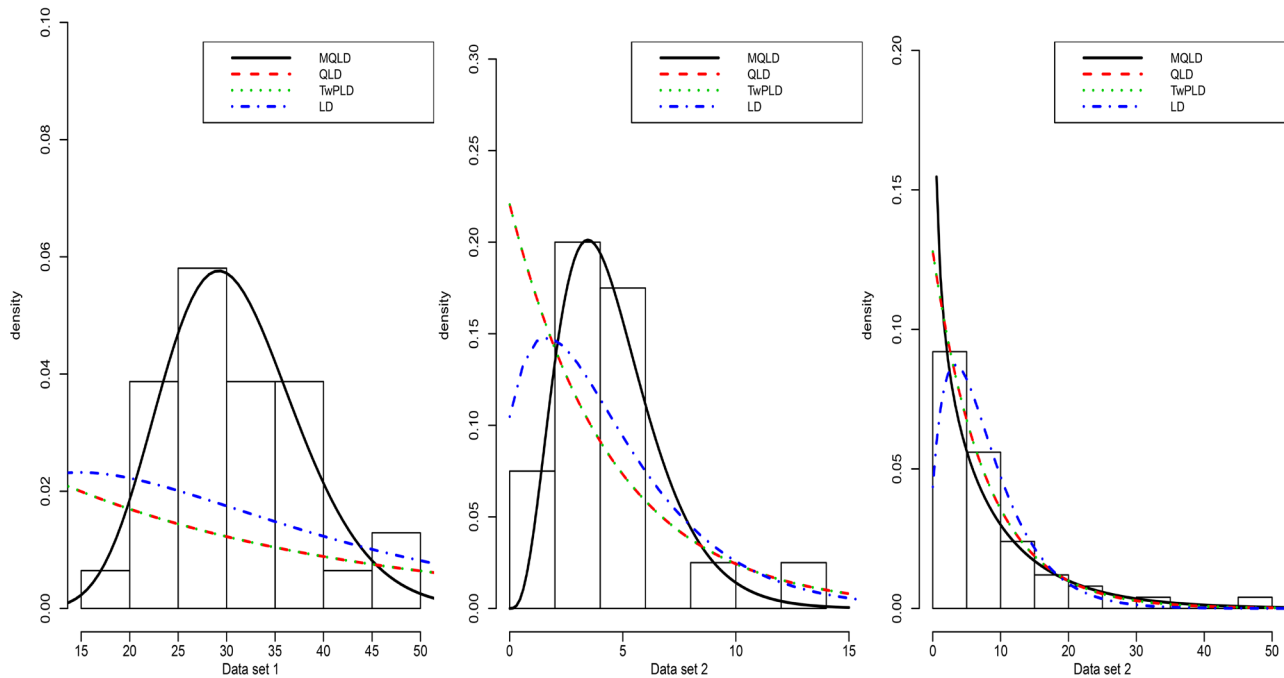 0.10
0.08
0.06
0.04
0.02
0.00
density
MQLD
QLD
TwPLD
LD
15 20 25 30 35 40 45 50
Data set 1
0.30
0.25
0.20
0.15
0.10
0.05
0.00
density
MQLD
QLD
TwPLD
LD
0 5 10 15
Data set 2
0.20
0.15
0.10
0.05
0.00
density
MQLD
QLD
TwPLD
LD
0 10 20 30 40 50
Data set 2